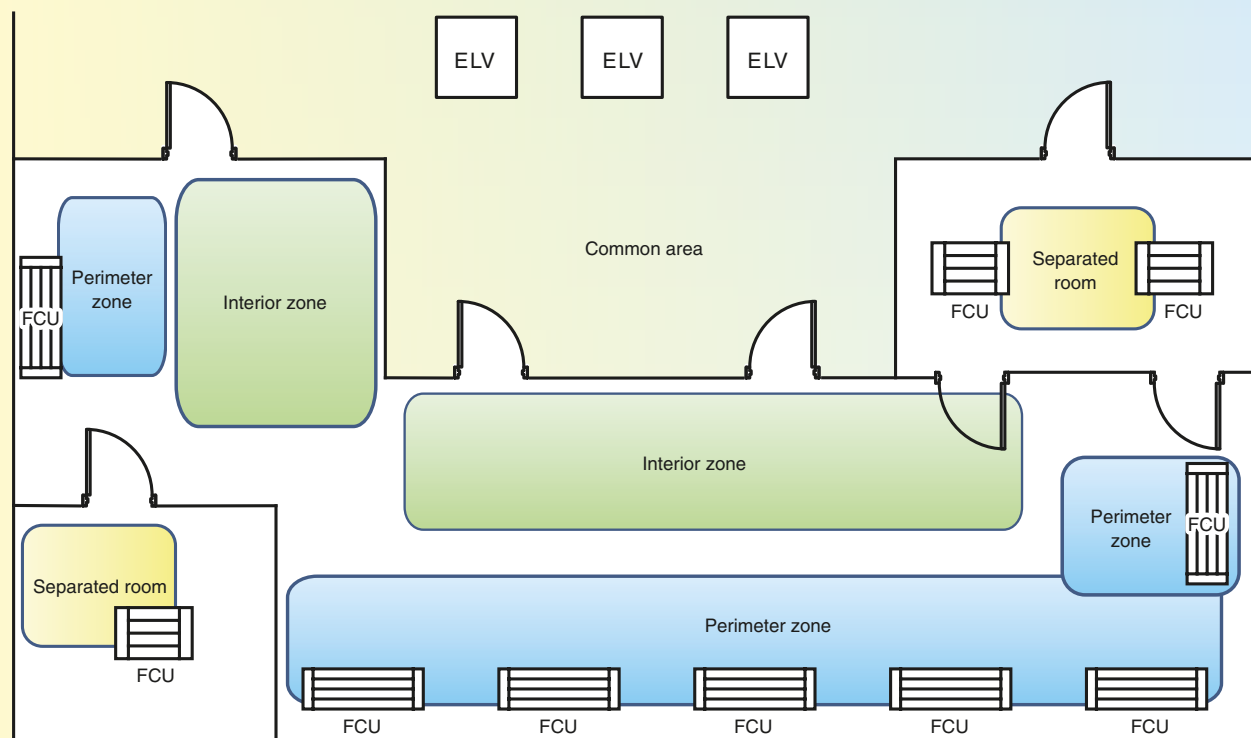 ELV ELV ELV
Common area
Perimeter
zone
FCU
Interior zone
Separated
room
FCU FCU
Interior zone
Perimeter
zone
FCU
Separated room
FCU
Perimeter zone
FCU FCU FCU FCU FCU